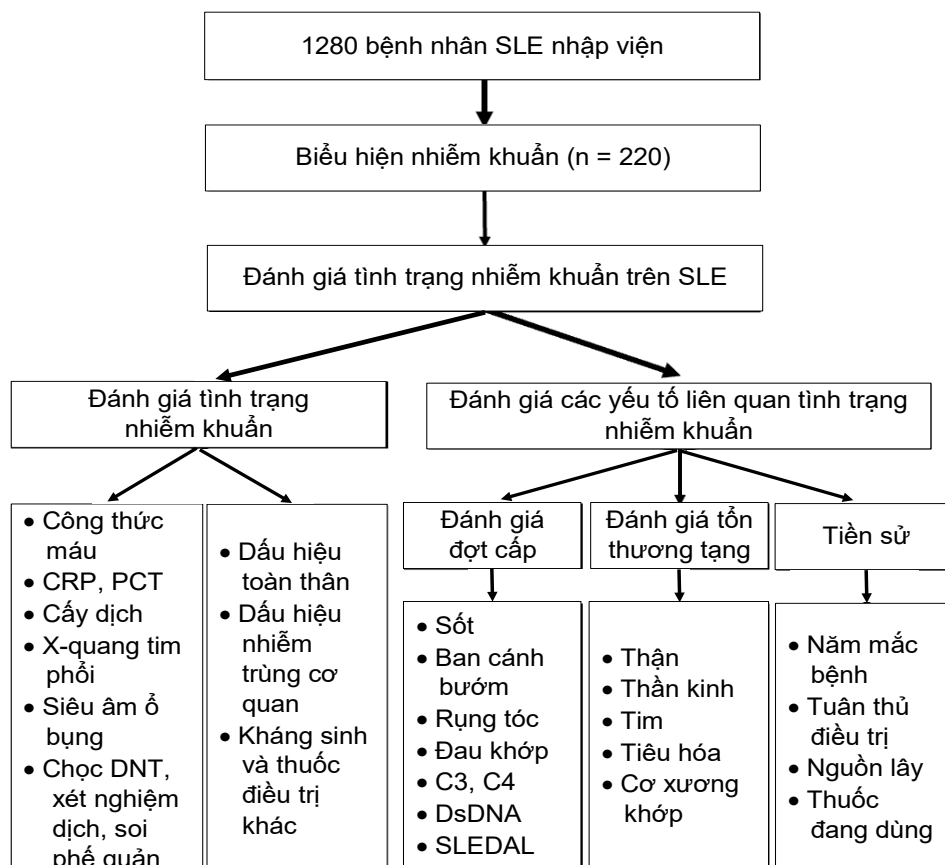 1280 bệnh nhân SLE nhập viện
Biểu hiện nhiễm khuẩn (n = 220)
Đánh giá tình trạng nhiễm khuẩn trên SLE
Đánh giá tình trạng
nhiễm khuẩn
Đánh giá các yếu tố liên quan tình trạng
nhiễm khuẩn
• Công thức
máu
• CRP, PCT
• Cấy dịch
• X-quang tim
phổi
• Siêu âm ổ
bụng
• Chọc DNT,
xét nghiệm
dịch, soi
phế quản
• Dấu hiệu
toàn thân
• Dấu hiệu
nhiễm
trùng cơ
quan
• Kháng sinh
và thuốc
điều trị
khác
Đánh giá
đợt cấp
• Sốt
• Ban cánh
bướm
• Rụng tóc
• Đau khớp
• C3, C4
• DsDNA
• SLEDAL
Đánh giá tổn
thương tạng
• Thận
• Thần kinh
• Tim
• Tiêu hóa
• Cơ xương
khớp
Tiền sử
• Năm mắc
bệnh
• Tuân thủ
điều trị
• Nguồn lây
• Thuốc
đang dùng